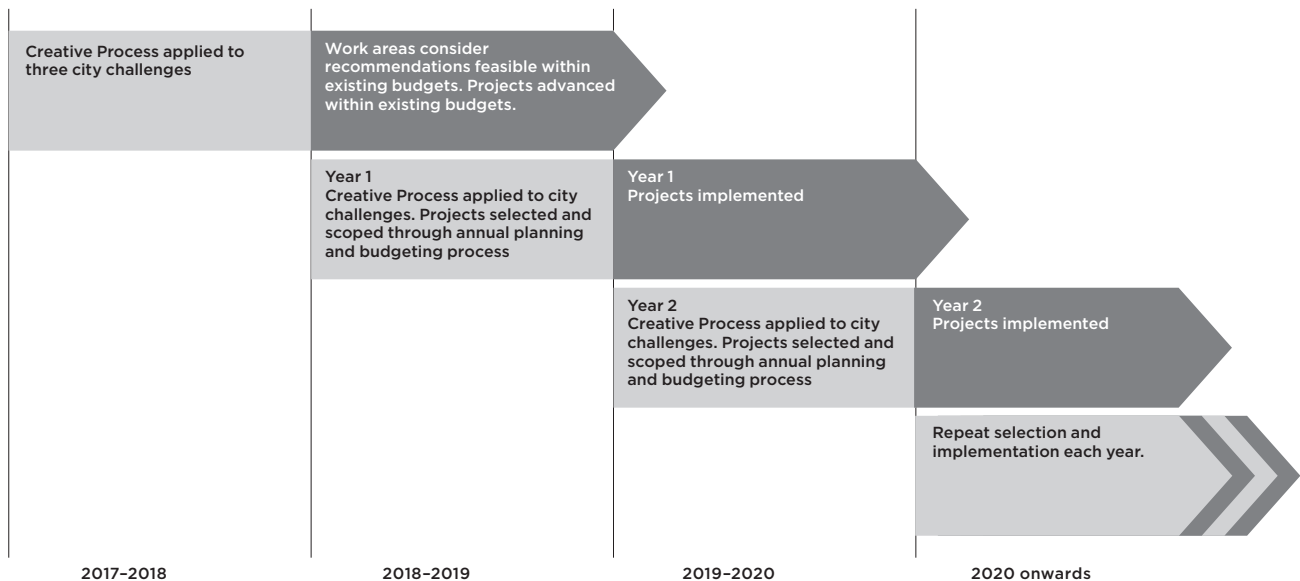 Creative Process applied to
three city challenges
Work areas consider
recommendations feasible within
existing budgets. Projects advanced
within existing budgets.
Year 1
Creative Process applied to city
challenges. Projects selected and
scoped through annual planning
and budgeting process
Year 1
Projects implemented
Year 2
Creative Process applied to city
challenges. Projects selected and
scoped through annual planning
and budgeting process
Year 2
Projects implemented
Repeat selection and
implementation each year.
2017–2018
2018–2019
2019–2020
2020 onwards